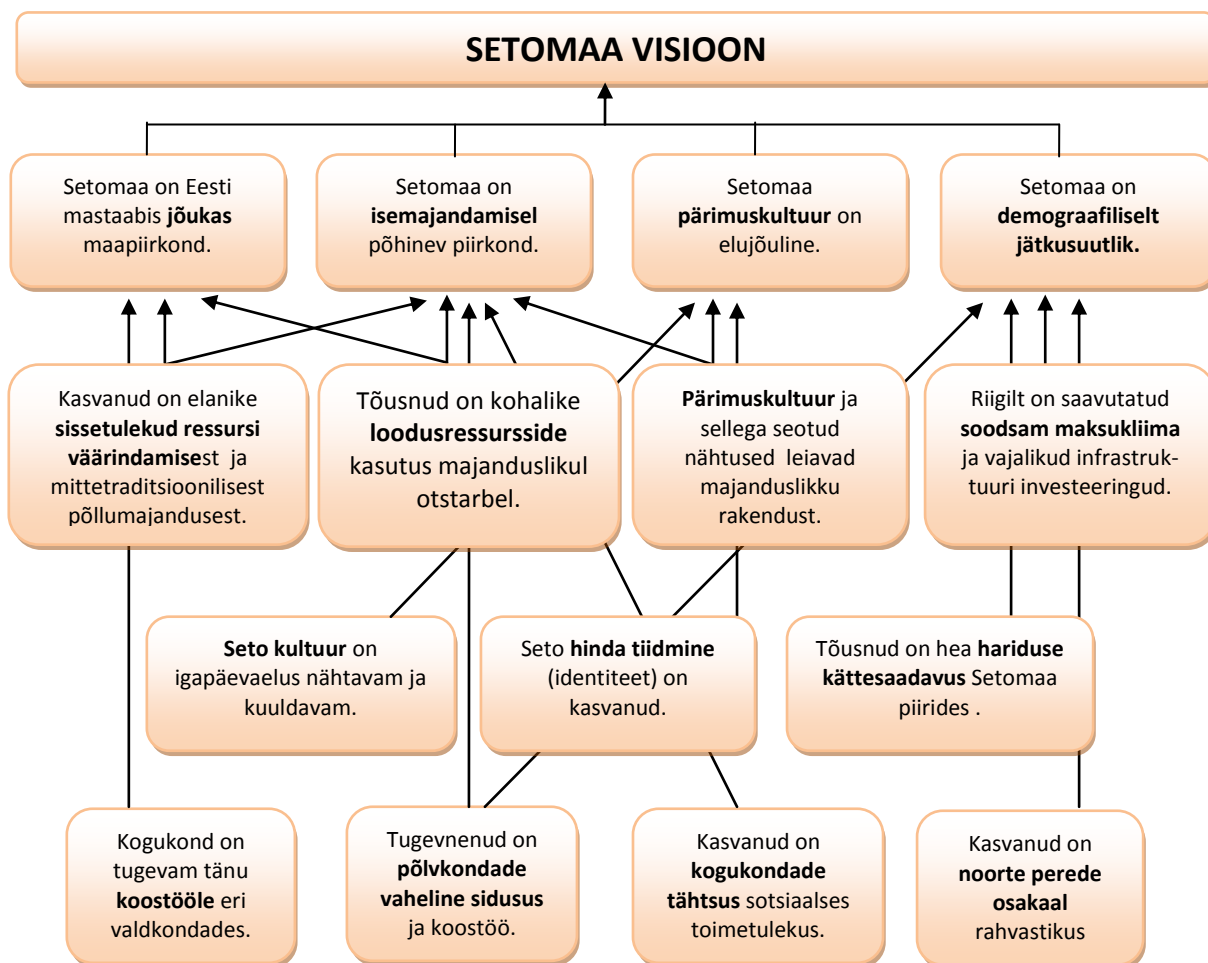 SETOMAA VISIOON
Setomaa on Eesti
mastaabis jõukas
maapiirkond.
Setomaa on
isemajandamisel
põhinev piirkond.
Setomaa
pärimuskultuur on
elujõuline.
Setomaa on
demograafiliselt
jätkusuutlik.
Kasvanud on elanike
sissetulekud ressursi
väärindamisest ja
mittetraditsioonilisest
põllumajandusest.
Tõusnud on kohalike
loodusressursside
kasutus majanduslikul
otstarbel.
Pärimuskultuur ja
sellega seotud
nähtused leiavad
majanduslikku
rakendust.
Riigilt on saavutatud
soodsam maksukliima
ja vajalikud infrastruk-
tuuri investeeringud.
Seto kultuur on
igapäevaelus nähtavam ja
kuuldavam.
Seto hinda tiidmine
(identiteet) on
kasvanud.
Tõusnud on hea hariduse
kättesaadavus Setomaa
piirides .
Kogukond on
tugevam tänu
koostööle eri
valdkondades.
Tugevnenud on
põlvkondade
vaheline sidusus
ja koostöö.
Kasvanud on
kogukondade
tähtsus sotsiaalses
toimetulekus.
Kasvanud on
noorte perede
osakaal
rahvastikus